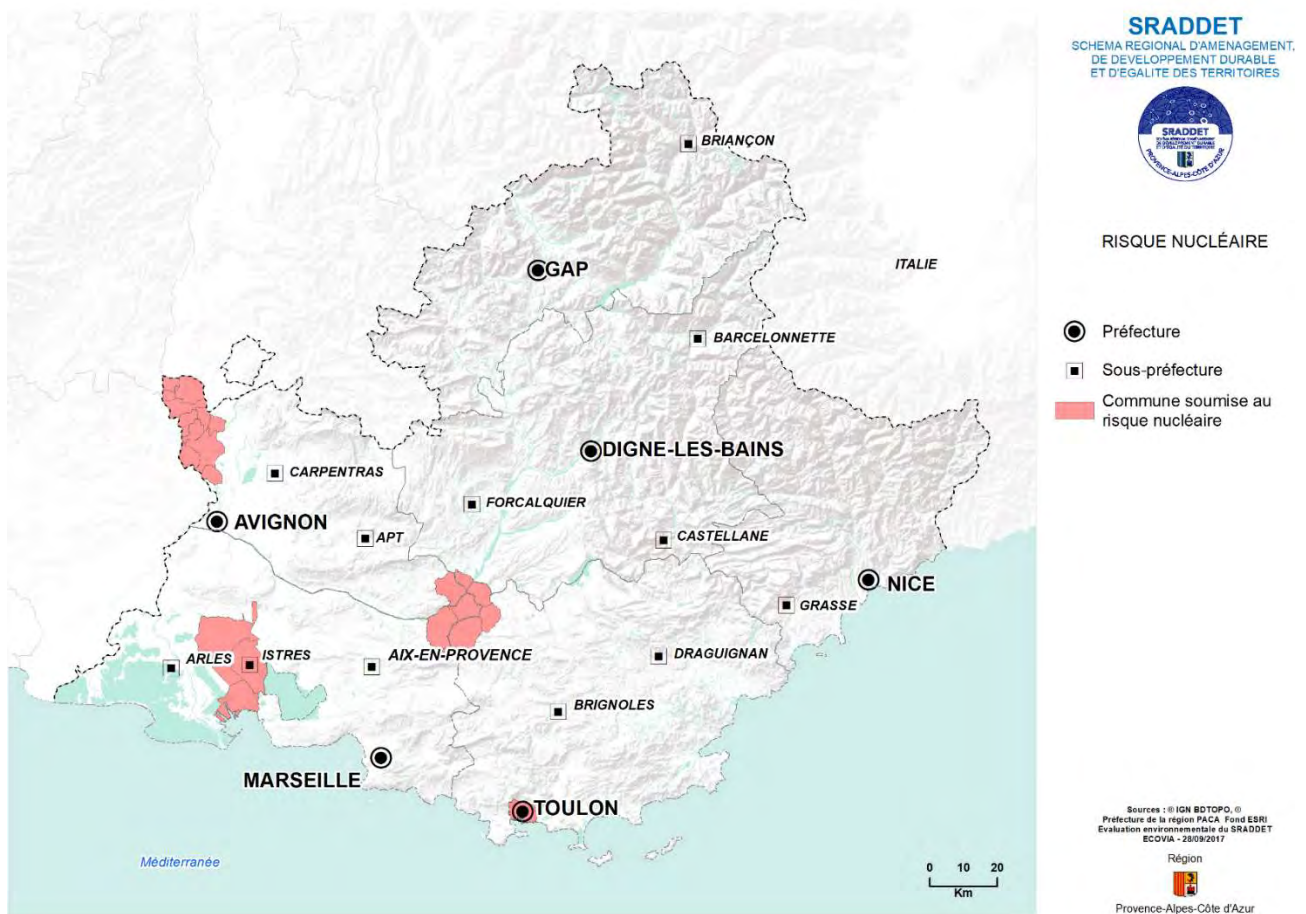 SRADDET
SCHEMA REGIONAL D'AMENAGEMENT,
DE DEVELOPPEMENT DURABLE
ET D'EGALITE DES TERRITOIRES
SRADDET
PROVENCE-ALPES-CÔTE D'AZUR
RISQUE NUCLÉAIRE
Préfecture
Sous-préfecture
Commune soumise au
risque nucléaire
BRIANÇON
GAP
ITALIE
BARCELONNETTE
DIGNE-LES-BAINS
CARPENTRAS
FORCALQUIER
AVIGNON
APT
CASTELLANE
NICE
GRASSE
ARLES
ISTRES
AIX-EN-PROVENCE
DRAGUIGNAN
BRIGNOLES
MARSEILLE
TOULON
Méditerranée
0 10 20
Km
Sources : ® IGN BDTOPO, ®
Préfecture de la région PACA Fond ESRI
Evaluation environnementale du SRADDET
ECOVIA - 28/09/2017
Région
Provence-Alpes-Côte d'Azur